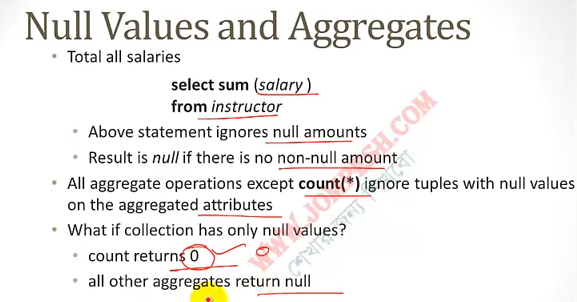 Null Values and Aggregates
• Total all salaries
select sum (salary )
from instructor
• Above statement ignores null amounts
• Result is null if there is no non-null amount
• All aggregate operations except count(*) ignore tuples with null values
on the aggregated attributes
• What if collection has only null values?
• count returns 0 0
• all other aggregates return null
WWW.JOMPESH.COM
শেখার জন্য কিছু